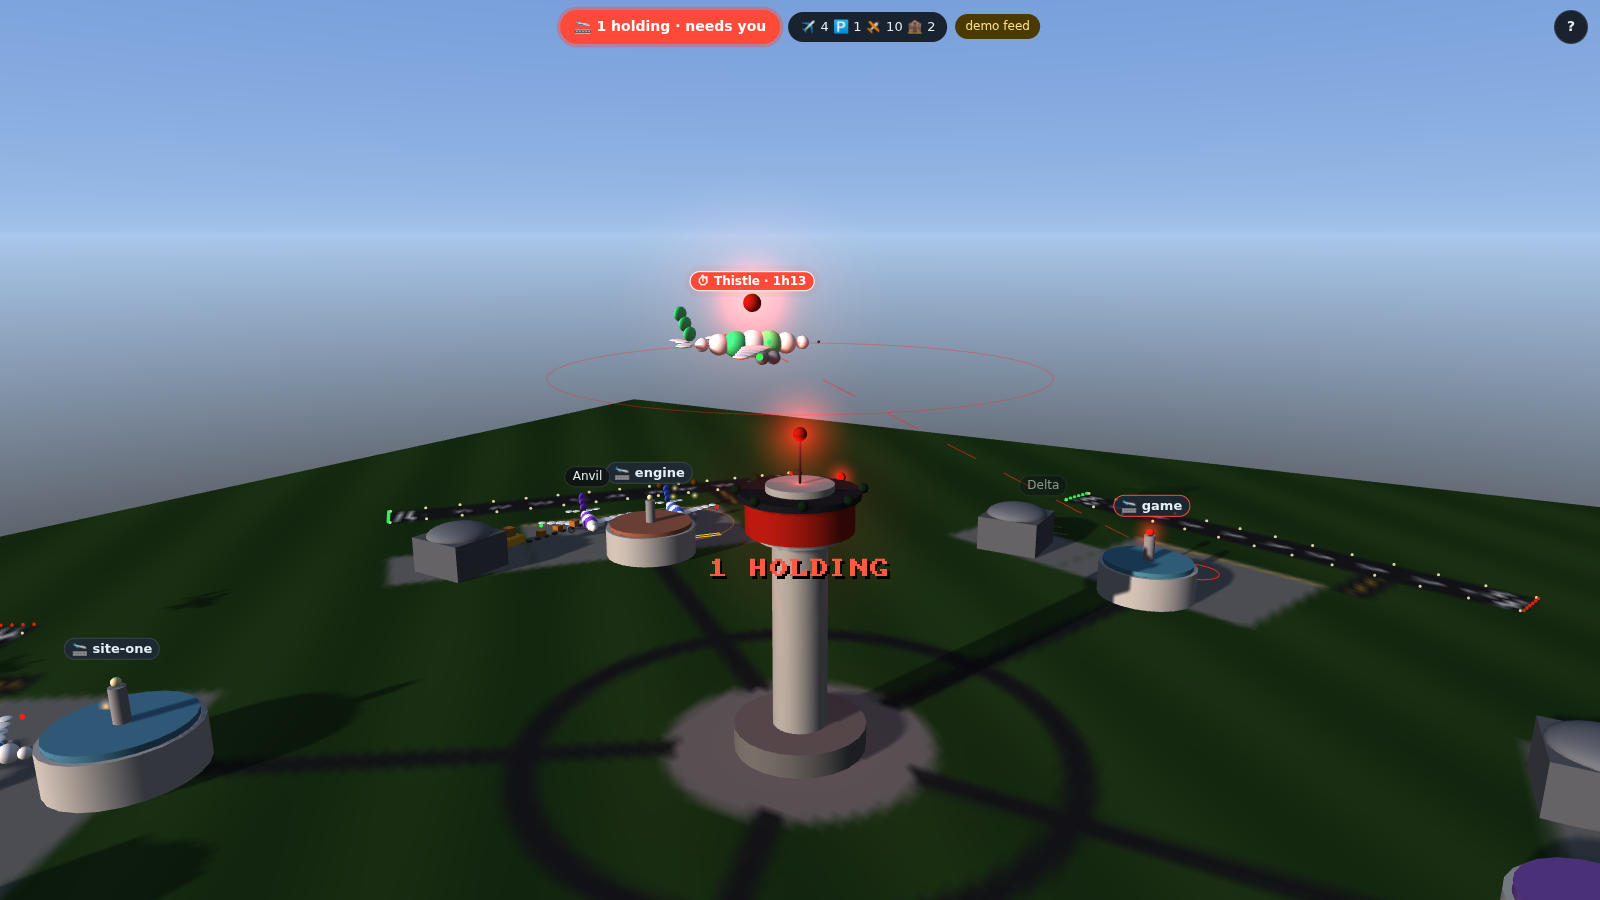 1 holding · needs you
4 P 1 10 2
demo feed
?
Thistle · 1h13
Anvil
engine
Delta
game
1 HOLDING
site-one